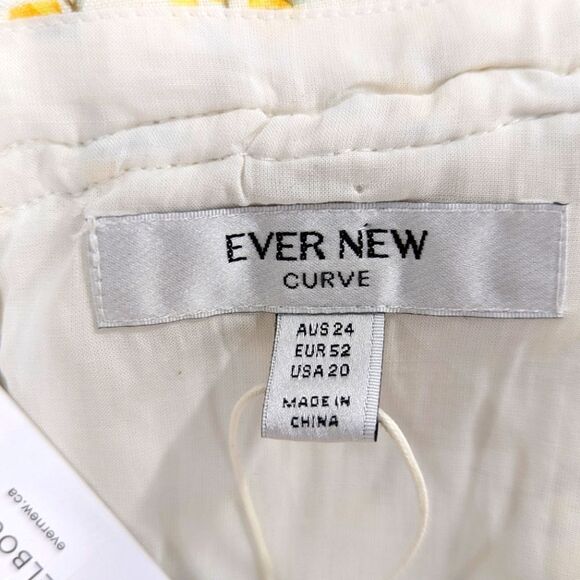 EVER NEW
CURVE
AUS 24
EUR 52
USA 20
MADE IN
CHINA
evernew.ca